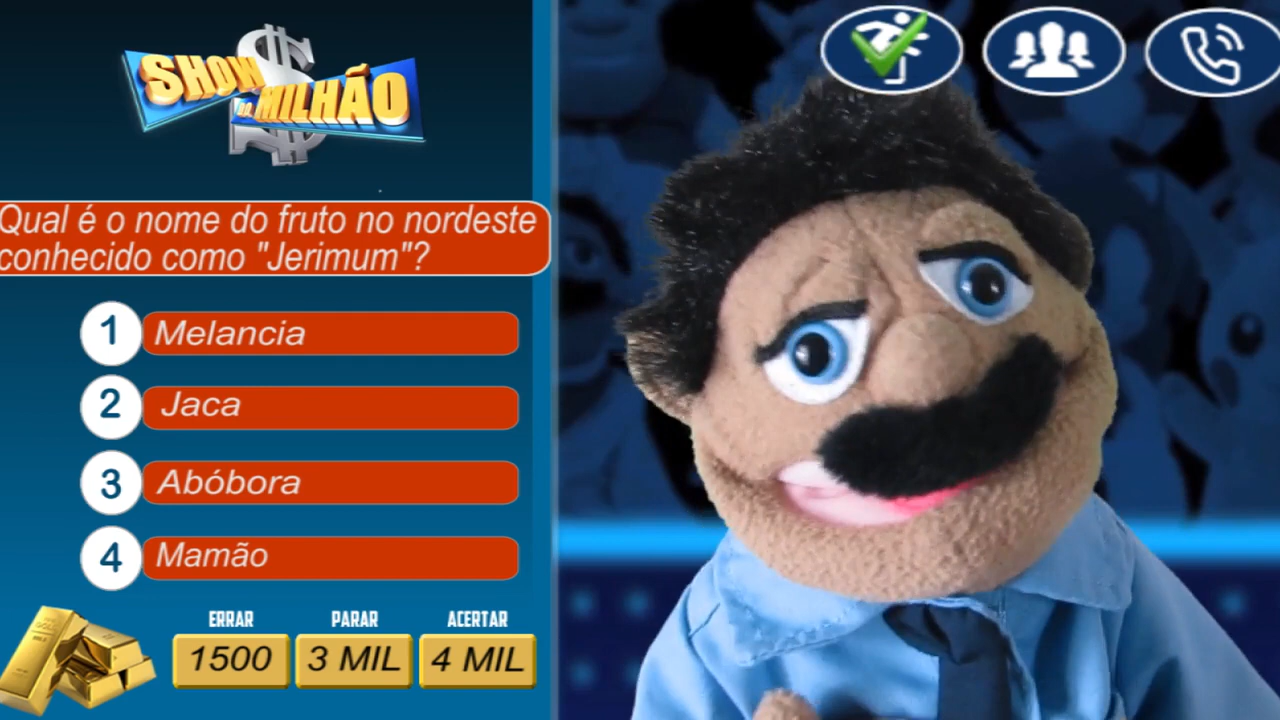 SHOW
DO MILHÃO
Qual é o nome do fruto no nordeste
conhecido como "Jerimum"?
1 Melancia
2 Jaca
3 Abóbora
4 Mamão
ERRAR PARAR ACERTAR
1500 3 MIL 4 MIL